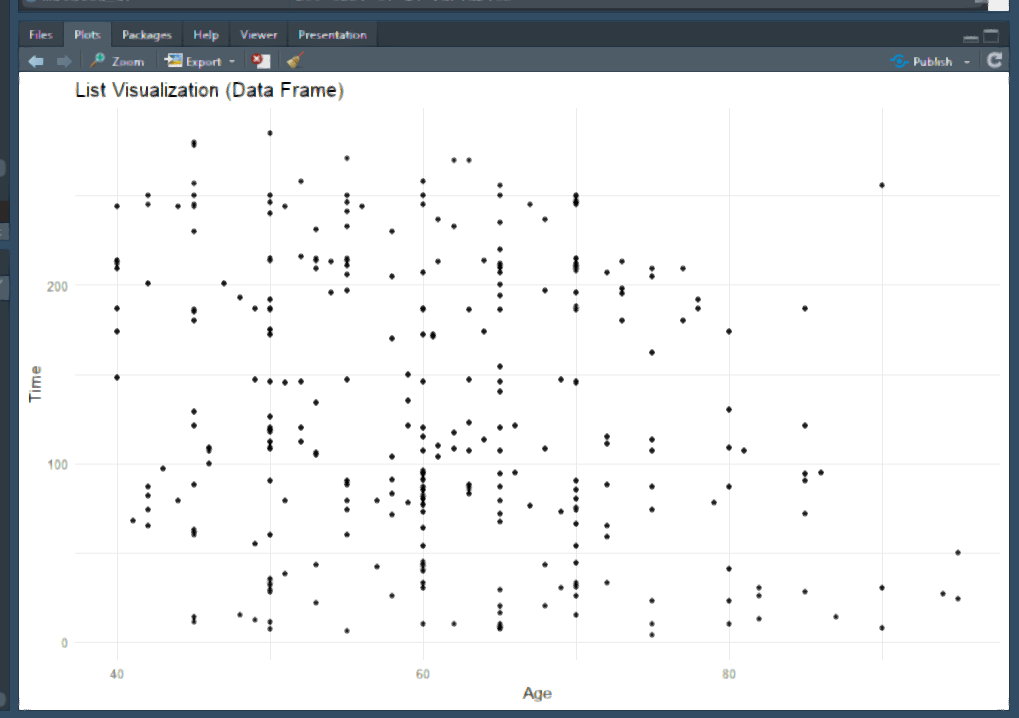 Files Plots Packages Help Viewer Presentation
Zoom Export Publish
List Visualization (Data Frame)
200
100
0
Time
40 60 80
Age